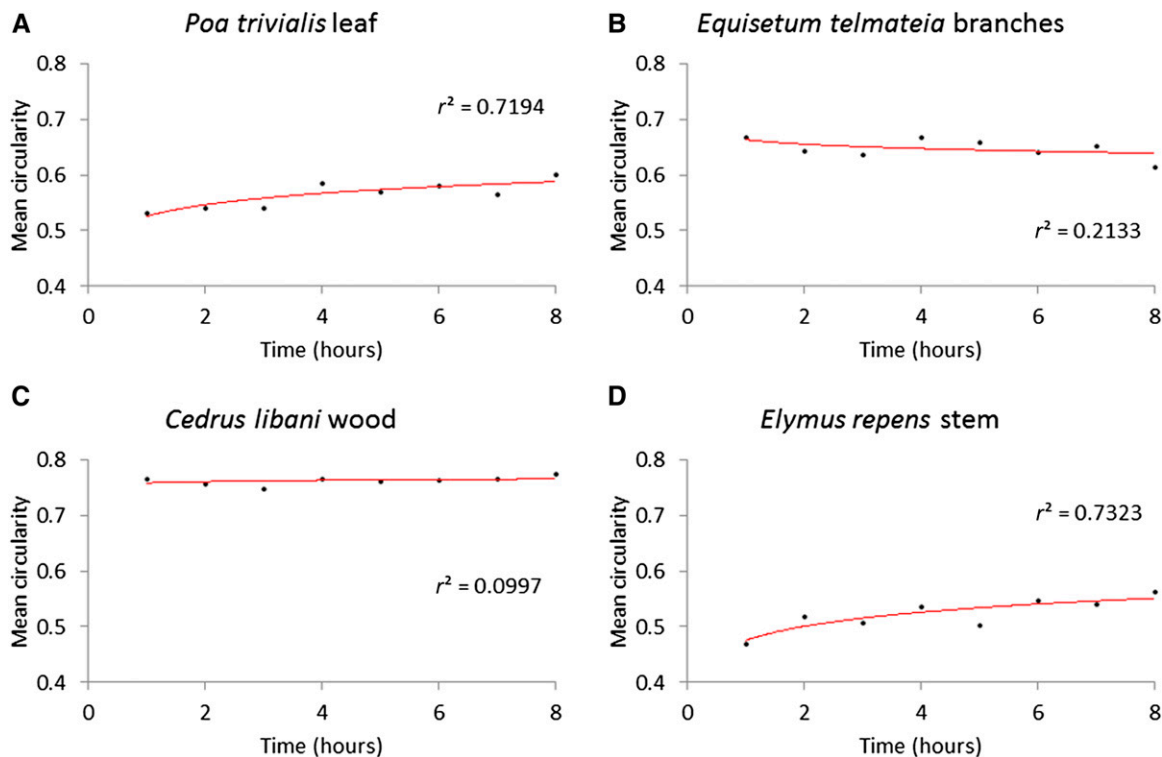 A
Poa trivialis leaf
0.8
0.7
0.6
0.5
0.4
Mean circularity
r² = 0.7194
0 2 4 6 8
Time (hours)
B
Equisetum telmateia branches
0.8
0.7
0.6
0.5
0.4
Mean circularity
r² = 0.2133
0 2 4 6 8
Time (hours)
C
Cedrus libani wood
0.8
0.7
0.6
0.5
0.4
Mean circularity
r² = 0.0997
0 2 4 6 8
Time (hours)
D
Elymus repens stem
0.8
0.7
0.6
0.5
0.4
Mean circularity
r² = 0.7323
0 2 4 6 8
Time (hours)